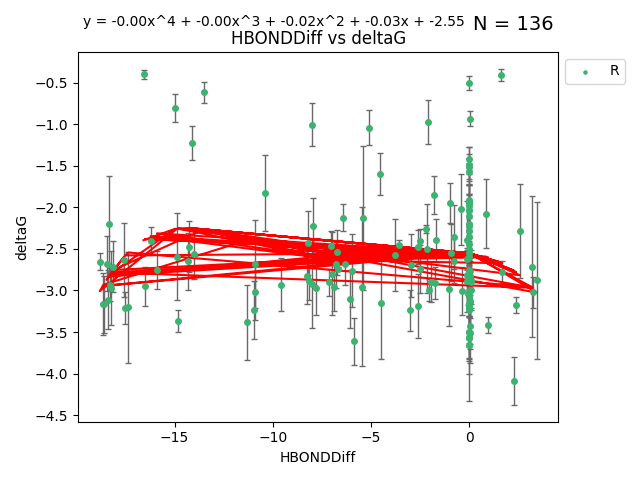 y = -0.00x^4 + -0.00x^3 + -0.02x^2 + -0.03x + -2.55 N = 136
HBONDDiff vs deltaG
R
−0.5
−1.0
−1.5
−2.0
−2.5
−3.0
−3.5
−4.0
−4.5
deltaG
−15 −10 −5 0
HBONDDiff